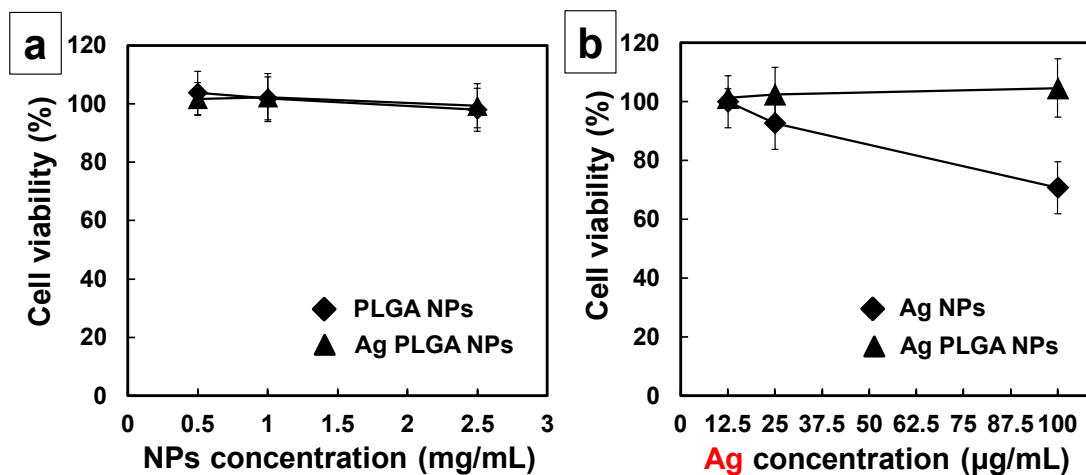 a
120
100
80
60
40
20
0
Cell viability (%)
PLGA NPs
Ag PLGA NPs
0 0.5 1 1.5 2 2.5 3
NPs concentration (mg/mL)
b
120
100
80
60
40
20
0
Cell viability (%)
Ag NPs
Ag PLGA NPs
0 12.5 25 37.5 50 62.5 75 87.5 100
Ag concentration (µg/mL)